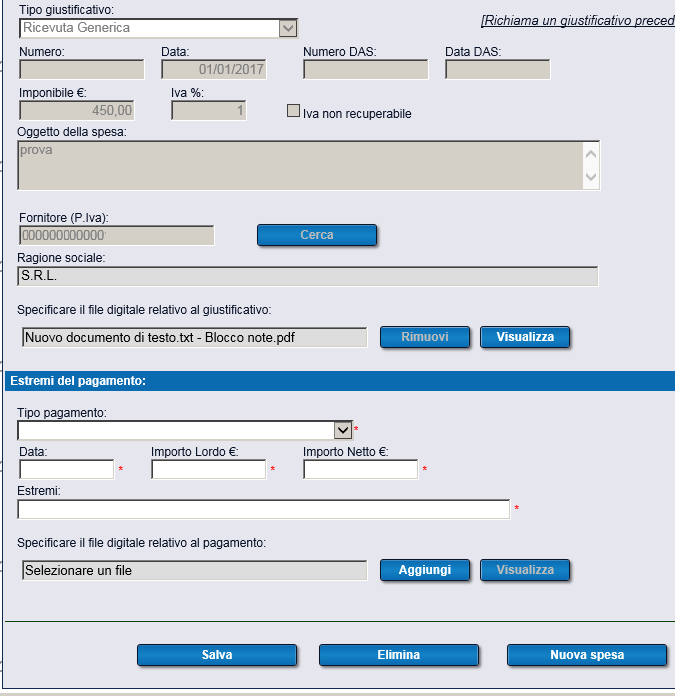 Tipo giustificativo:
Ricevuta Generica
[Richiama un giustificativo preced
Numero: Data: Numero DAS: Data DAS:
01/01/2017
Imponibile €: Iva %:
450,00 1 Iva non recuperabile
Oggetto della spesa:
prova
Fornitore (P.Iva):
000000000000 Cerca
Ragione sociale:
S.R.L.
Specificare il file digitale relativo al giustificativo:
Nuovo documento di testo.txt - Blocco note.pdf Rimuovi Visualizza
Estremi del pagamento:
Tipo pagamento:
*
Data: Importo Lordo €: Importo Netto €:
* * *
Estremi:
*
Specificare il file digitale relativo al pagamento:
Selezionare un file Aggiungi Visualizza
Salva Elimina Nuova spesa